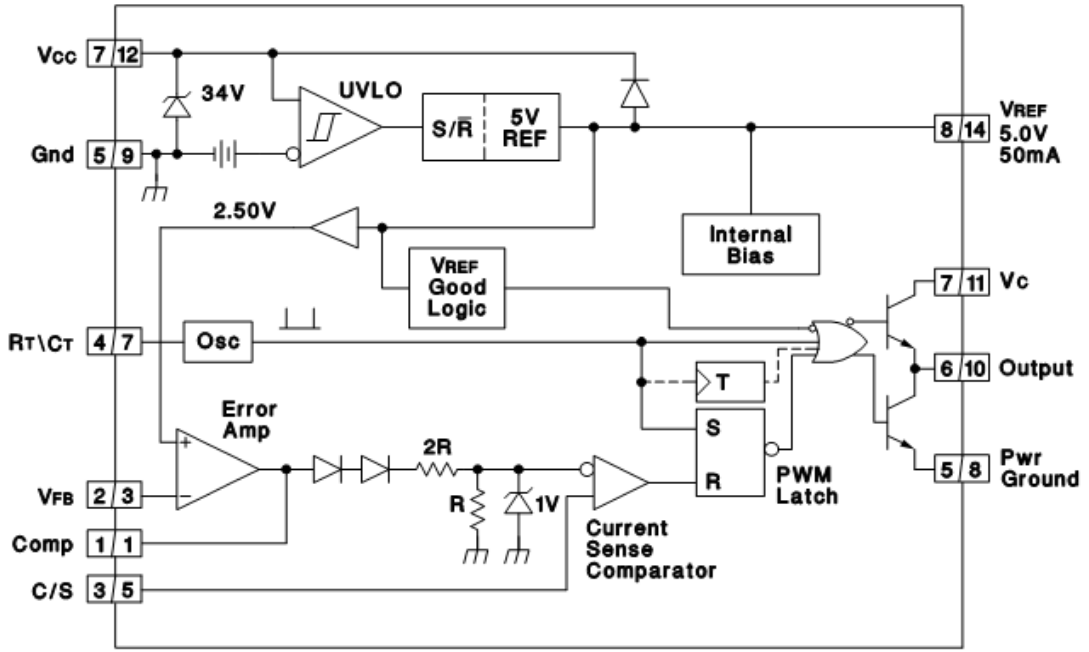 Vcc 7/12
34V
UVLO
S/R̅
5V
REF
8/14
VREF
5.0V
50mA
Gnd 5/9
2.50V
VREF
Good
Logic
Internal
Bias
7/11 Vc
RT\CT 4/7
Osc
T
6/10 Output
Error
Amp
2R
S
R
PWM
Latch
5/8
Pwr
Ground
VFB 2/3
R
1V
Comp 1/1
Current
Sense
Comparator
C/S 3/5
+
−